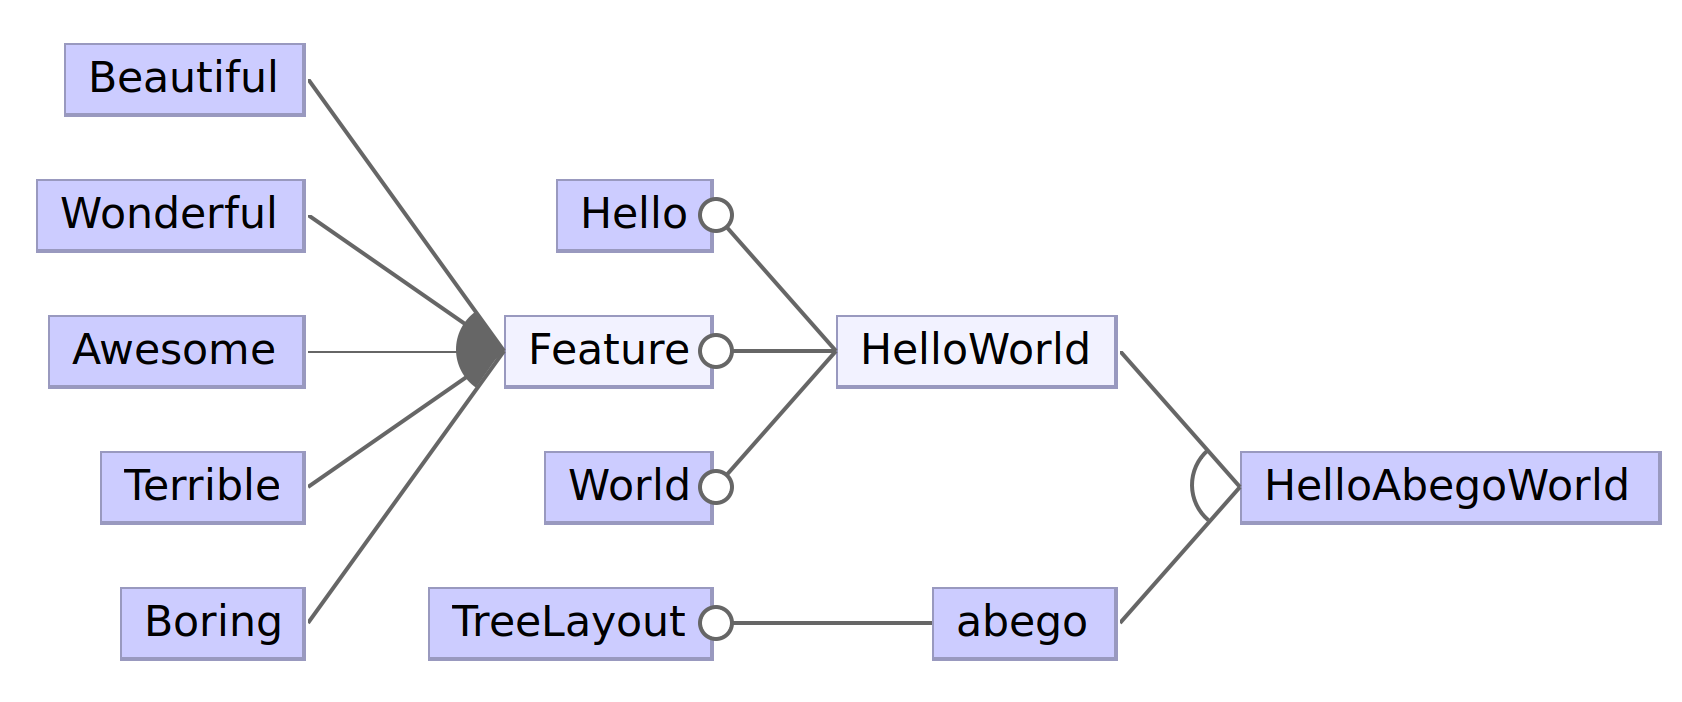 Beautiful
Wonderful
Hello
Awesome
Feature
HelloWorld
Terrible
World
HelloAbegoWorld
Boring
TreeLayout
abego